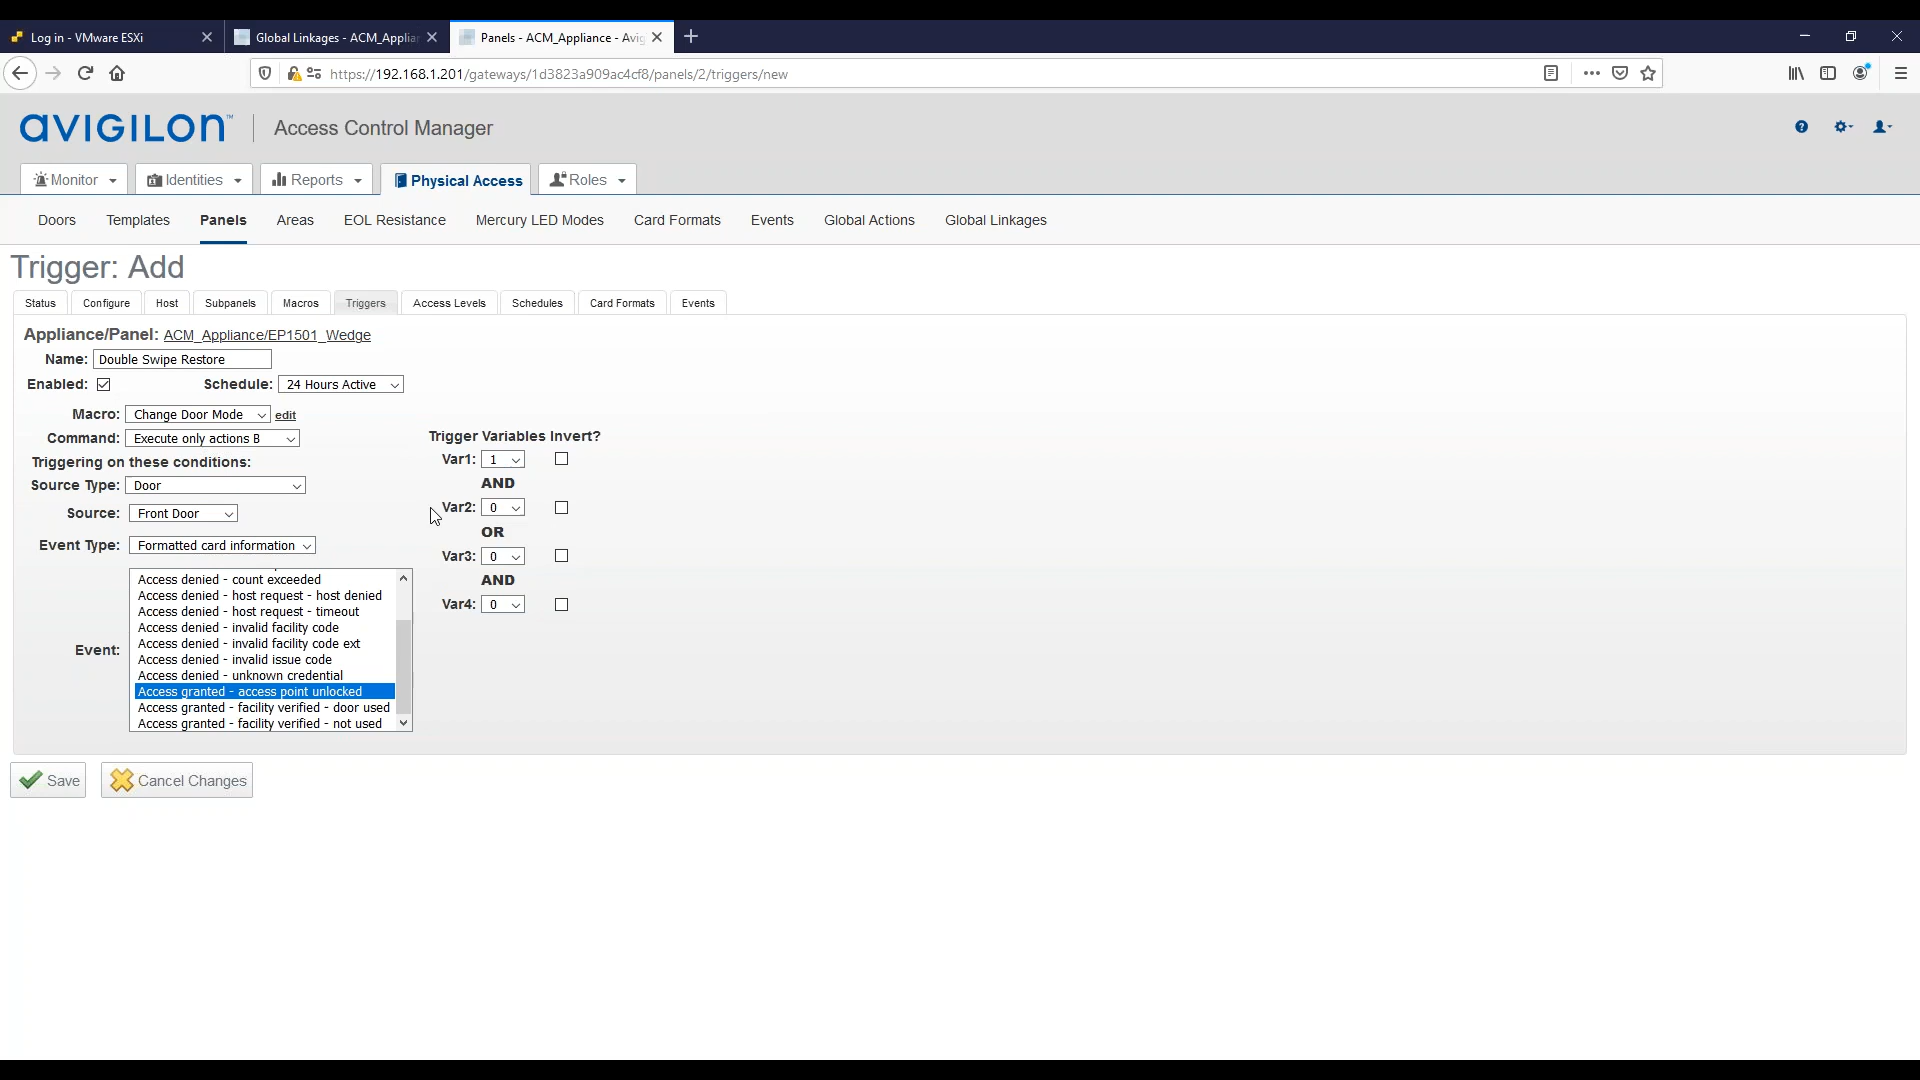 Log in - VMware ESXi
Global Linkages - ACM_Applian
Panels - ACM_Appliance - Avig
https://192.168.1.201/gateways/1d3823a909ac4cf8/panels/2/triggers/new
AVIGILON™ Access Control Manager
Monitor Identities Reports Physical Access Roles
Doors Templates Panels Areas EOL Resistance Mercury LED Modes Card Formats Events Global Actions Global Linkages
Trigger: Add
Status Configure Host Subpanels Macros Triggers Access Levels Schedules Card Formats Events
Appliance/Panel: ACM_Appliance/EP1501_Wedge
Name: Double Swipe Restore
Enabled: Schedule: 24 Hours Active
Macro: Change Door Mode edit
Command: Execute only actions B
Triggering on these conditions:
Source Type: Door
Source: Front Door
Event Type: Formatted card information
Event:
Access denied - count exceeded
Access denied - host request - host denied
Access denied - host request - timeout
Access denied - invalid facility code
Access denied - invalid facility code ext
Access denied - invalid issue code
Access denied - unknown credential
Access granted - access point unlocked
Access granted - facility verified - door used
Access granted - facility verified - not used
Trigger Variables Invert?
Var1: 1
AND
Var2: 0
OR
Var3: 0
AND
Var4: 0
Save Cancel Changes